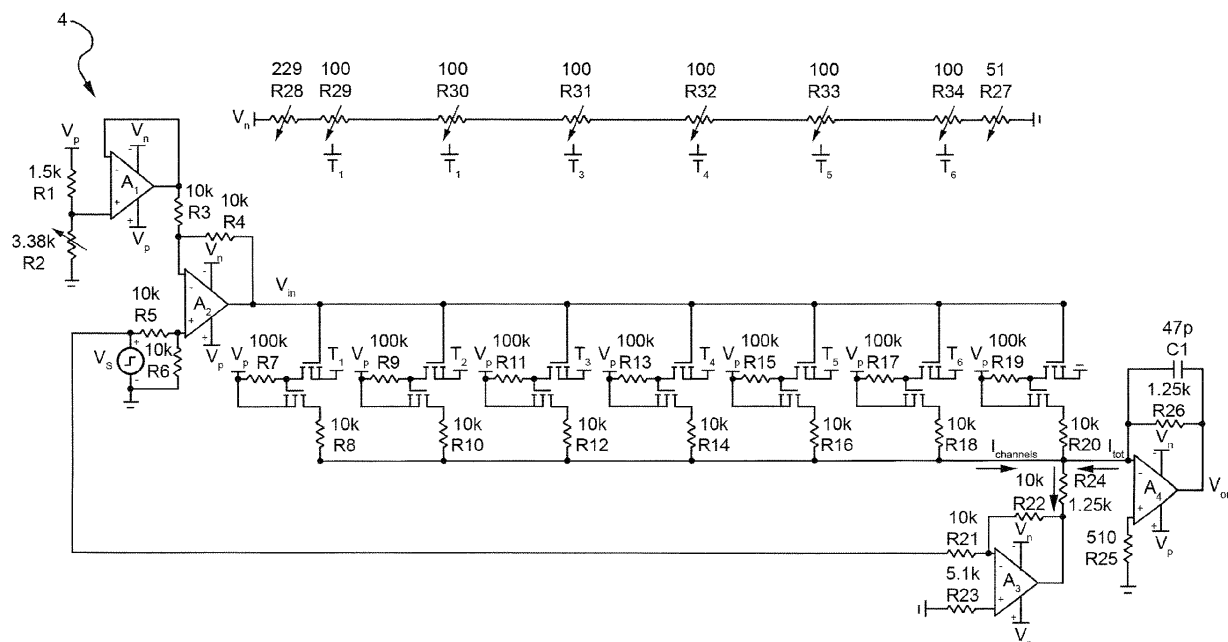 4
229 100 100 100 100 100 100 51
R28 R29 R30 R31 R32 R33 R34 R27
Vn
T1 T1 T3 T4 T5 T6
Vp Vn
1.5k
R1
A1
- +
Vp
3.38k
R2
10k
R3
10k
R4
Vn
A2
- +
Vp
Vin
10k
R5
10k
R6
VS
+ -
100k 100k 100k 100k 100k 100k 100k
Vp R7 T1 Vp R9 T2 Vp R11 T3 Vp R13 T4 Vp R15 T5 Vp R17 T6 Vp R19
10k 10k 10k 10k 10k 10k 10k
R8 R10 R12 R14 R16 R18 R20
47p
C1
1.25k
R26
Vn
Ichannels Itot
R24
1.25k
A4
- +
Vp
510
R25
10k
R22
Vn
10k
R21
5.1k
R23
A3
- +